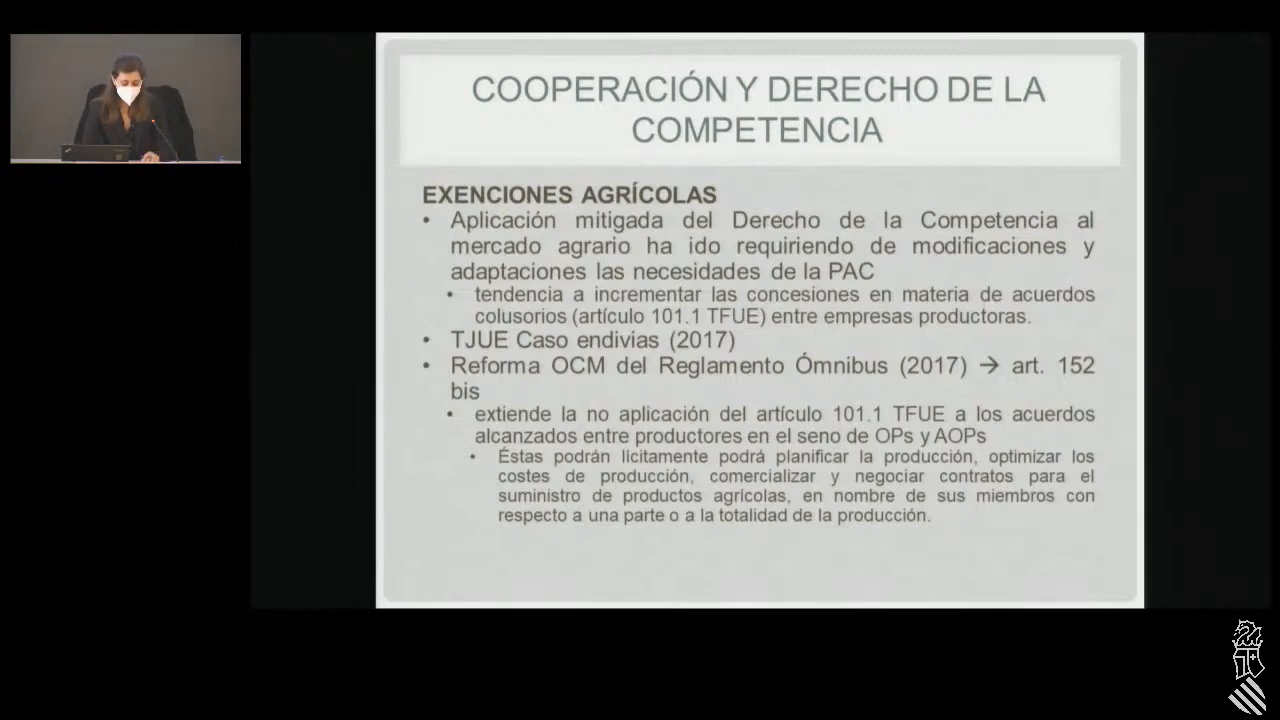 COOPERACIÓN Y DERECHO DE LA
COMPETENCIA
EXENCIONES AGRÍCOLAS
• Aplicación mitigada del Derecho de la Competencia al
mercado agrario ha ido requiriendo de modificaciones y
adaptaciones las necesidades de la PAC
• tendencia a incrementar las concesiones en materia de acuerdos
colusorios (artículo 101.1 TFUE) entre empresas productoras.
• TJUE Caso endivias (2017)
• Reforma OCM del Reglamento Ómnibus (2017) → art. 152
bis
• extiende la no aplicación del artículo 101.1 TFUE a los acuerdos
alcanzados entre productores en el seno de OPs y AOPs
• Éstas podrán lícitamente podrá planificar la producción, optimizar los
costes de producción, comercializar y negociar contratos para el
suministro de productos agrícolas, en nombre de sus miembros con
respecto a una parte o a la totalidad de la producción.